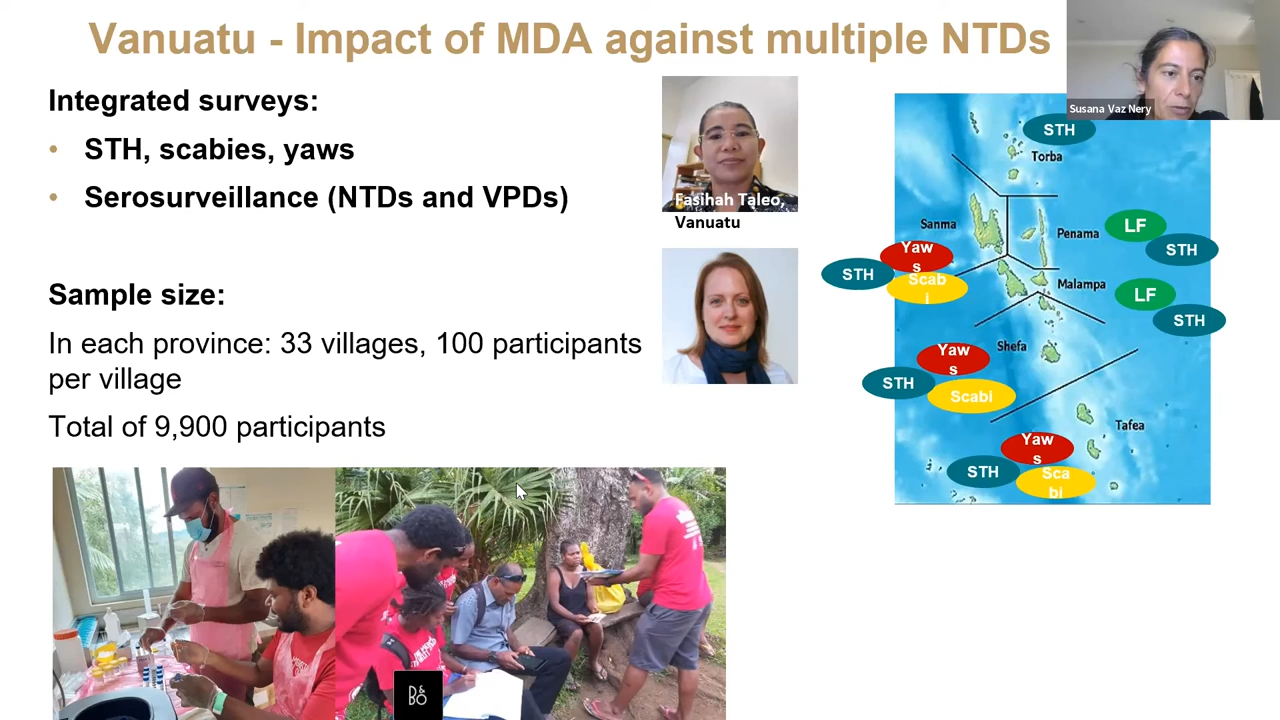 Vanuatu - Impact of MDA against multiple NTDs
Susana Vaz Nery
Integrated surveys:
• STH, scabies, yaws
• Serosurveillance (NTDs and VPDs)
Sample size:
In each province: 33 villages, 100 participants
per village
Total of 9,900 participants
Fasihah Taleo,
Vanuatu
STH
Torba
Sanma
Penama
LF
STH
Yaw
s
STH
Scab
i
Malampa
LF
STH
Shefa
Yaw
s
STH
Scabi
Tafea
Yaw
s
STH
Sca
bi
B&O